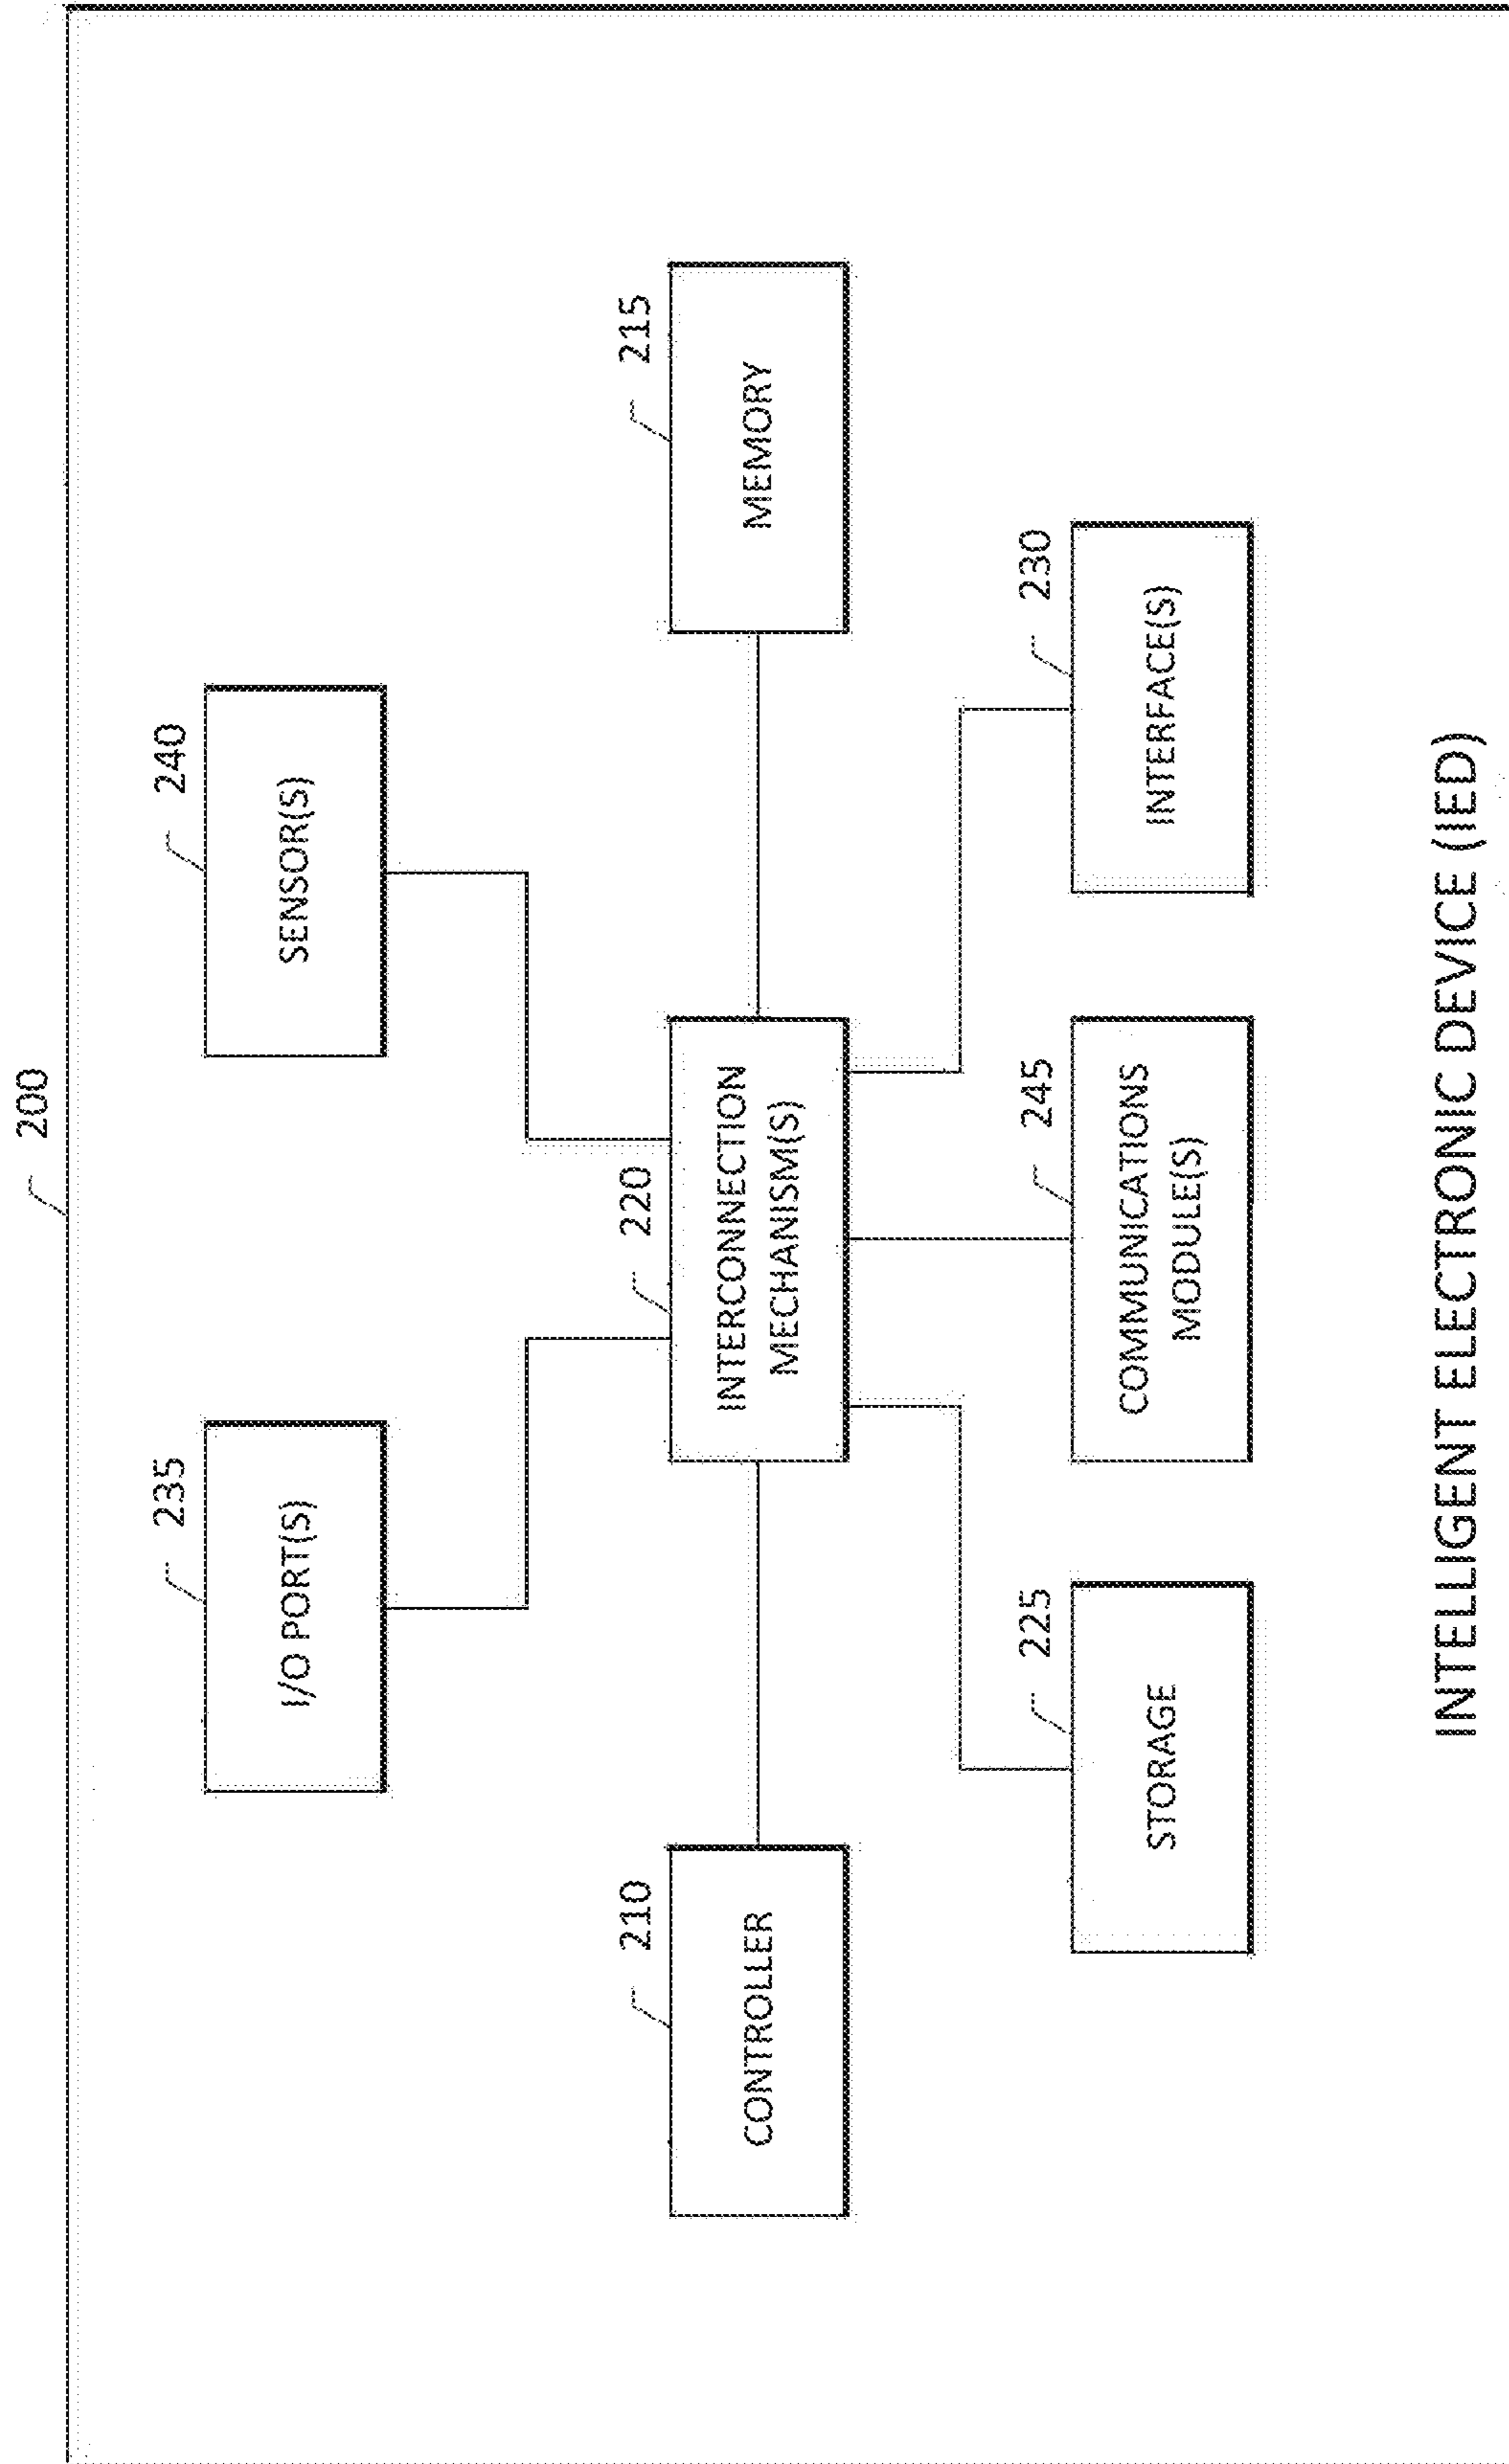 200
235
I/O PORT(S)
240
SENSOR(S)
210
CONTROLLER
220
INTERCONNECTION
MECHANISM(S)
215
MEMORY
225
STORAGE
245
COMMUNICATIONS
MODULE(S)
230
INTERFACE(S)
INTELLIGENT ELECTRONIC DEVICE (IED)